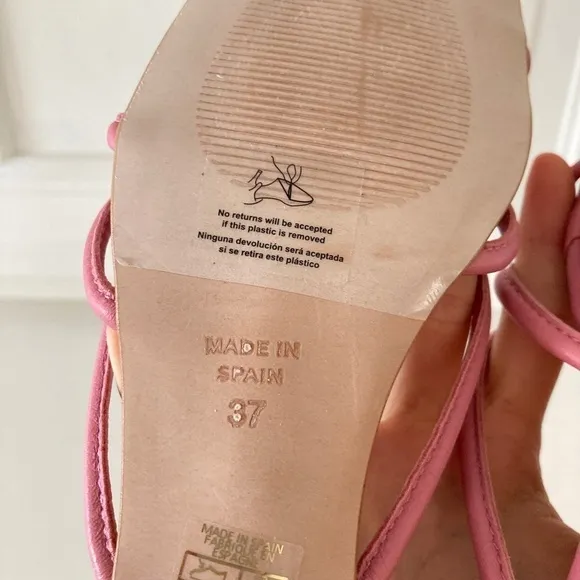 No returns will be accepted
if this plastic is removed
Ninguna devolución será aceptada
si se retira este plástico
MADE IN
SPAIN
37
MADE IN SPAIN
FABRIQUÉ EN
ESPAGNE